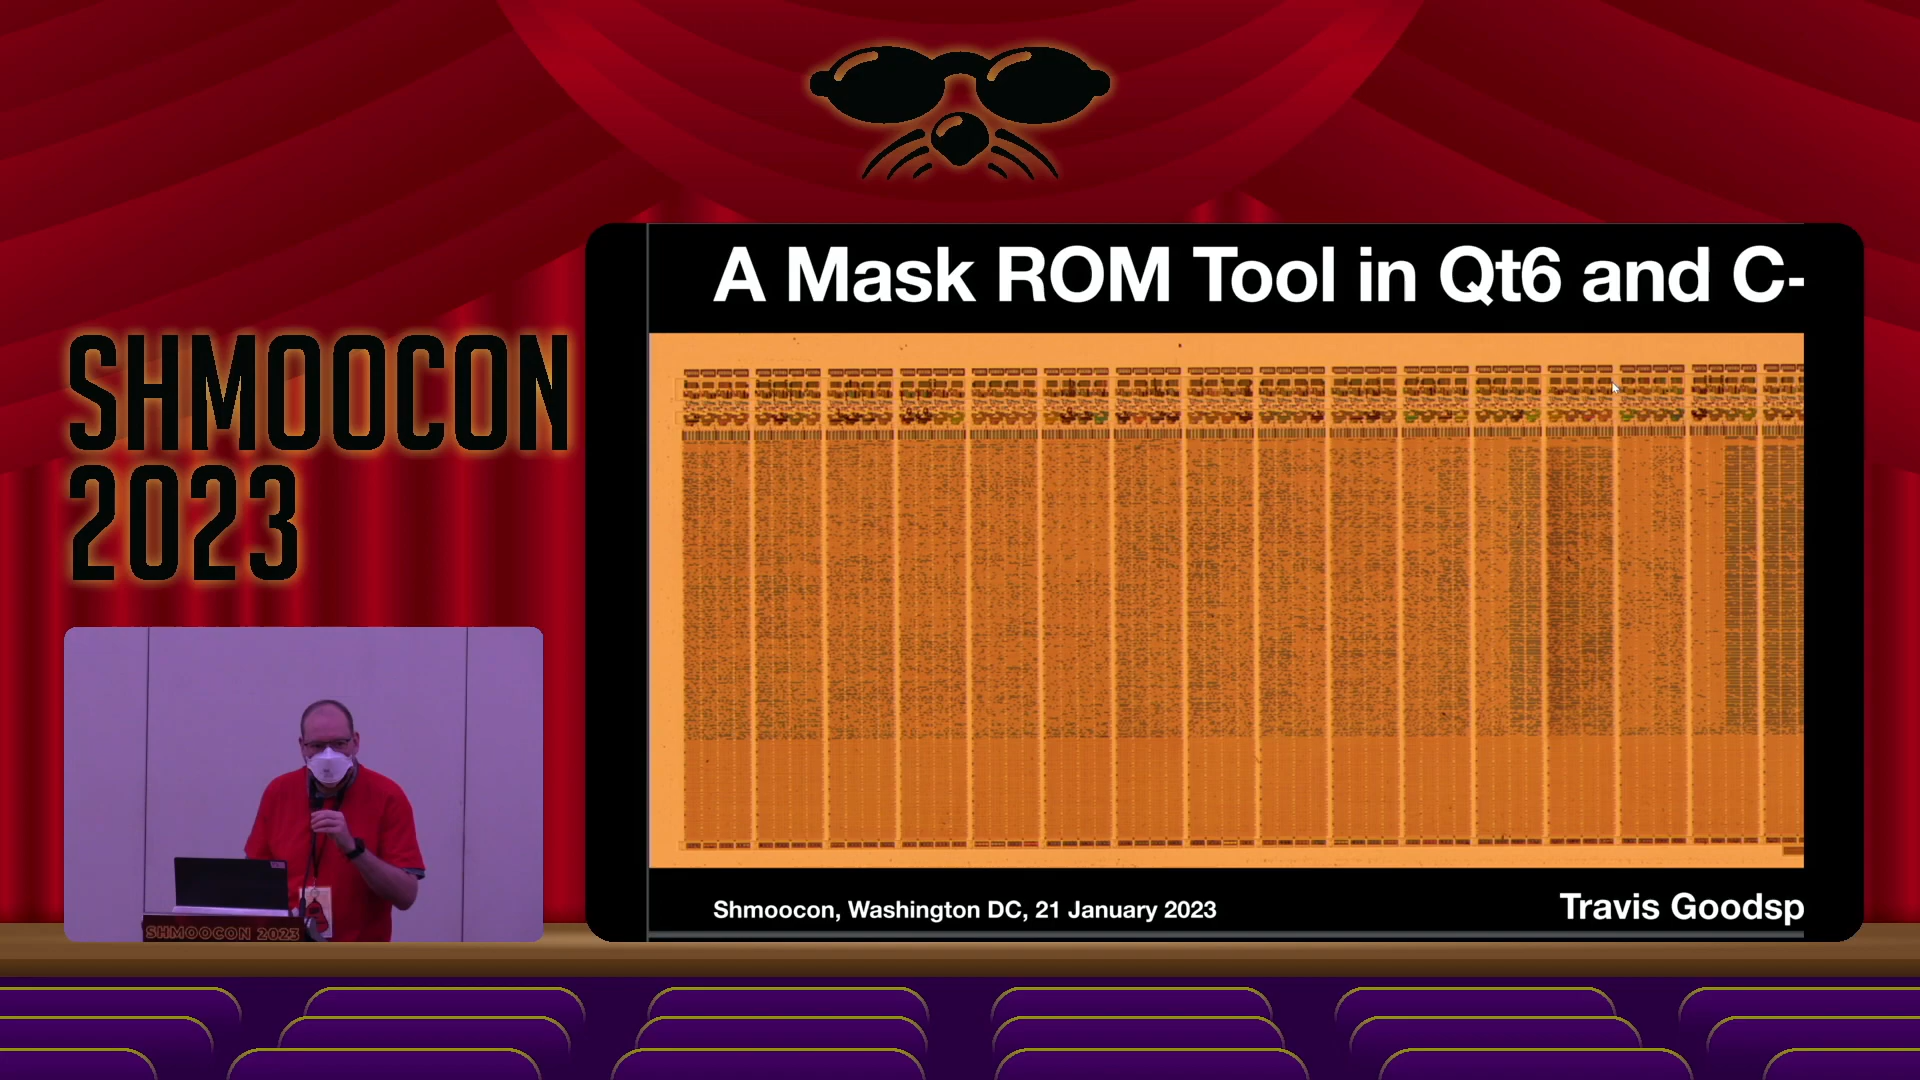 A Mask ROM Tool in Qt6 and C-
SHMOOCON
2023
Shmoocon, Washington DC, 21 January 2023
Travis Goodsp
SHMOOCON 2023